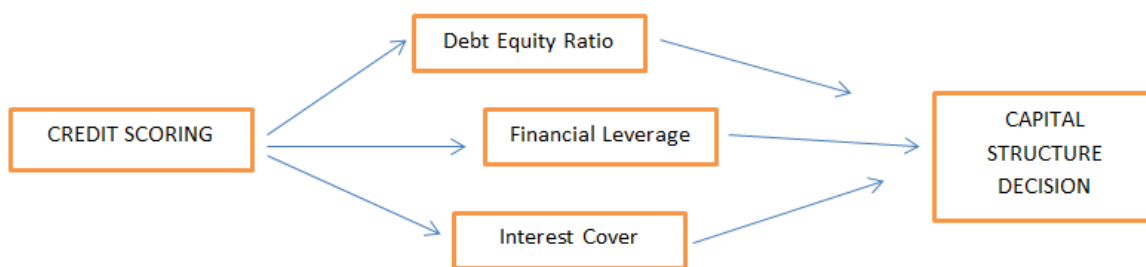 Debt Equity Ratio
CREDIT SCORING
Financial Leverage
CAPITAL
STRUCTURE
DECISION
Interest Cover